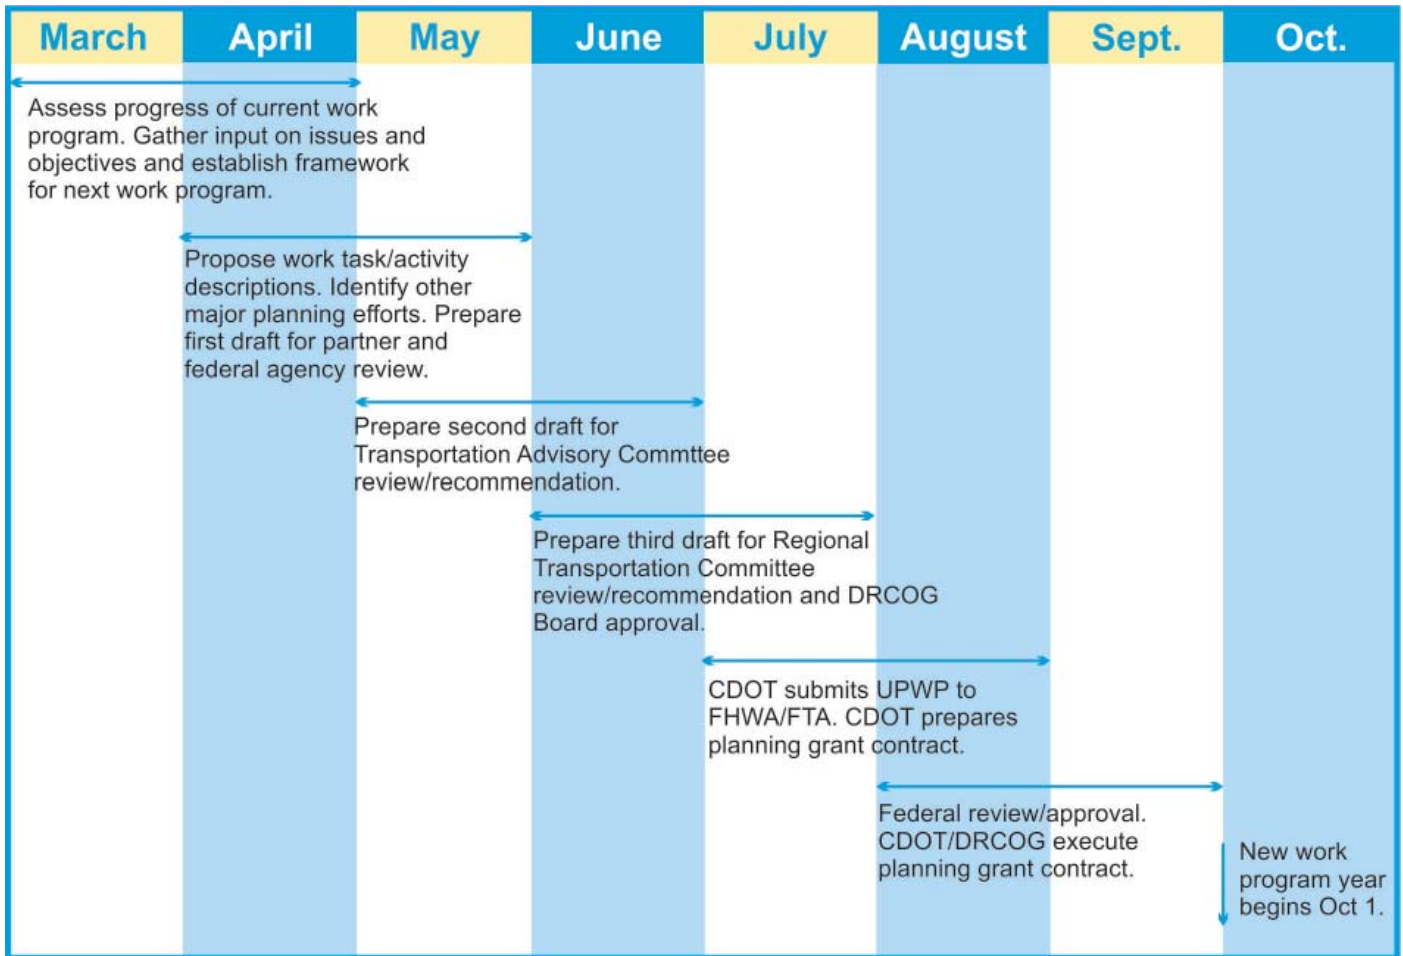 March April May June July August Sept. Oct.
Assess progress of current work
program. Gather input on issues and
objectives and establish framework
for next work program.
Propose work task/activity
descriptions. Identify other
major planning efforts. Prepare
first draft for partner and
federal agency review.
Prepare second draft for
Transportation Advisory Commttee
review/recommendation.
Prepare third draft for Regional
Transportation Committee
review/recommendation and DRCOG
Board approval.
CDOT submits UPWP to
FHWA/FTA. CDOT prepares
planning grant contract.
Federal review/approval.
CDOT/DRCOG execute
planning grant contract.
New work
program year
begins Oct 1.